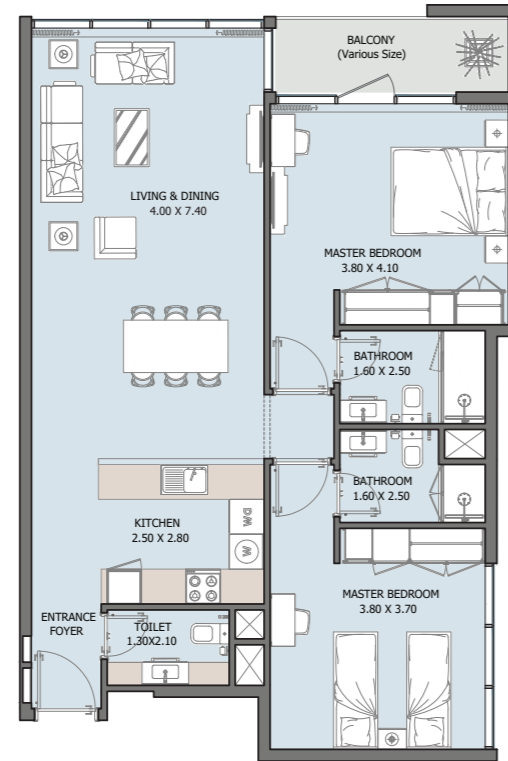 BALCONY
(Various Size)
LIVING & DINING
4.00 X 7.40
MASTER BEDROOM
3.80 X 4.10
BATHROOM
1.60 X 2.50
BATHROOM
1.60 X 2.50
KITCHEN
2.50 X 2.80
D/W
W
MASTER BEDROOM
3.80 X 3.70
ENTRANCE
FOYER
TOILET
1.30X2.10